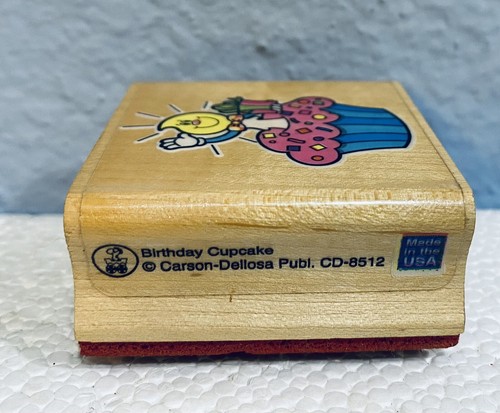 Birthday Cupcake
© Carson-Dellosa Publ. CD-8512
Made
in the
USA